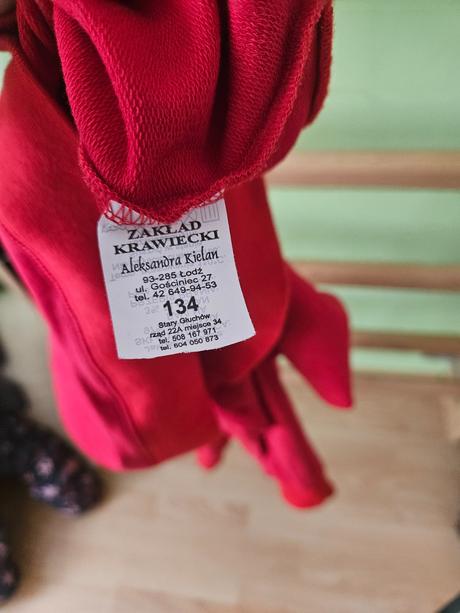 ZAKŁAD
KRAWIECKI
Aleksandra Kielan
93-285 Łódź
ul. Gościniec 27
tel. 42 649-94-53
134
Stary Głuchów
rząd 22A miejsce 34
tel. 508 167 971
tel. 604 050 873